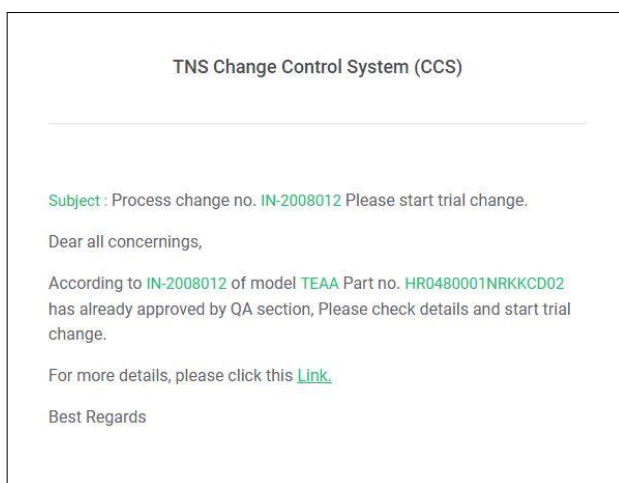 TNS Change Control System (CCS)
Subject : Process change no. IN-2008012 Please start trial change.
Dear all concernings,
According to IN-2008012 of model TEAA Part no. HR0480001NRKKCD02
has already approved by QA section, Please check details and start trial
change.
For more details, please click this Link.
Best Regards